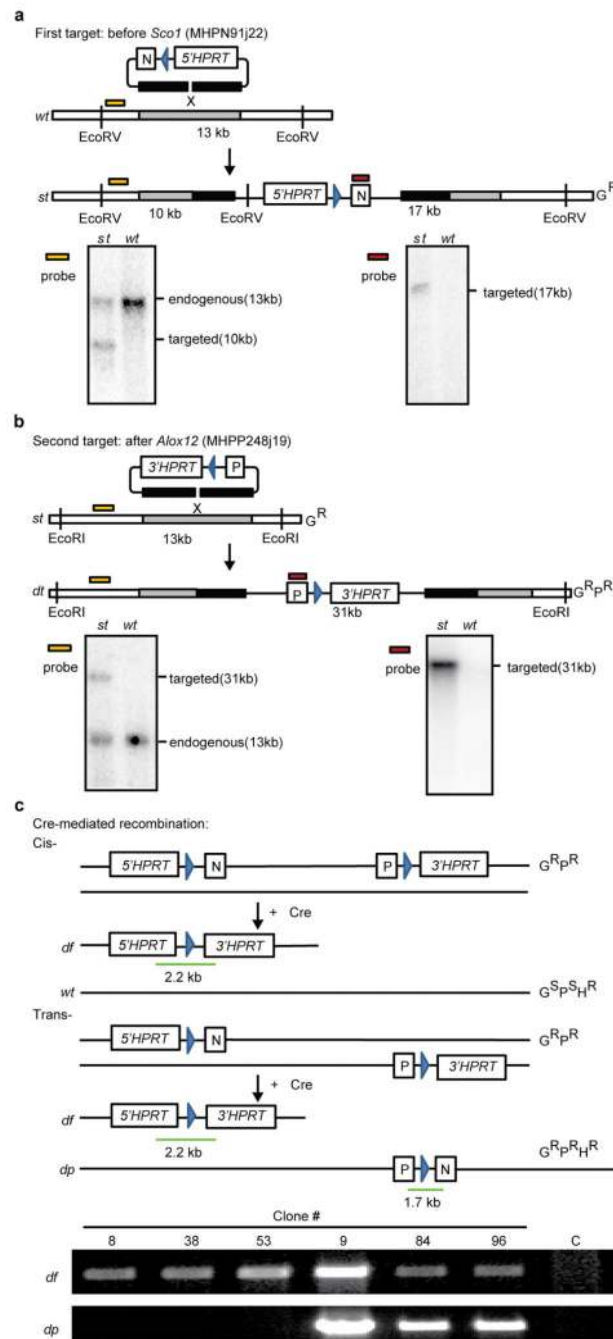 a
First target: before Sco1 (MHPN91j22)
N 5'HPRT
X
wt
EcoRV 13 kb EcoRV
st G^R
EcoRV 10 kb EcoRV 5'HPRT N 17 kb EcoRV
st wt
probe
endogenous(13kb)
targeted(10kb)
st wt
probe
targeted(17kb)
b
Second target: after Alox12 (MHPP248j19)
3'HPRT P
X
st G^R
EcoRI 13kb EcoRI
dt P 3'HPRT G^RP^R
EcoRI 31kb EcoRI
st wt
probe
targeted(31kb)
endogenous(13kb)
st wt
probe
targeted(31kb)
c
Cre-mediated recombination:
Cis-
5'HPRT N P 3'HPRT G^RP^R
+ Cre
df 5'HPRT 3'HPRT
2.2 kb
wt G^SP^SH^R
Trans-
5'HPRT N G^RP^R
P 3'HPRT
+ Cre
df 5'HPRT 3'HPRT
2.2 kb
G^RP^RH^R
dp P N
1.7 kb
Clone #
8 38 53 9 84 96 C
df
dp